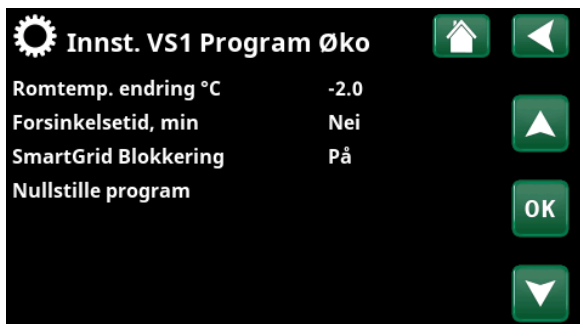 Innst. VS1 Program Øko
Romtemp. endring °C -2.0
Forsinkelsetid, min Nei
SmartGrid Blokkering På
Nullstille program
OK